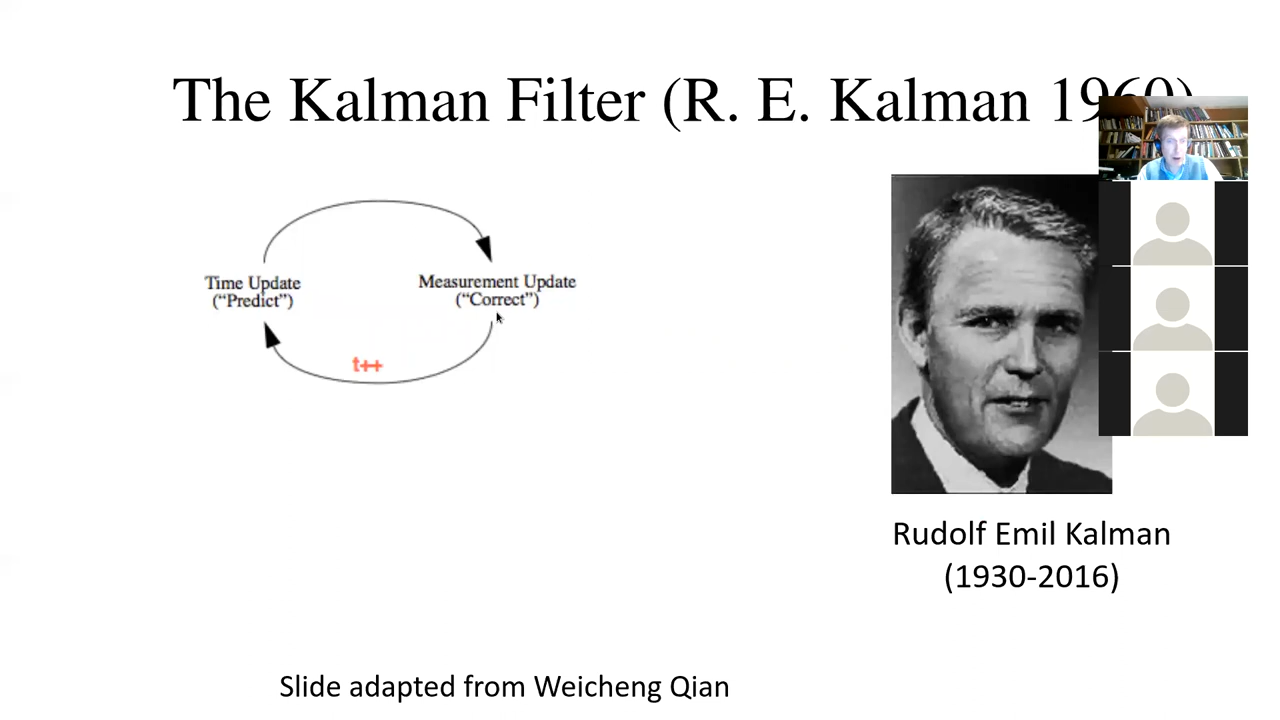 The Kalman Filter (R. E. Kalman 1960)
Time Update
(“Predict”)
Measurement Update
(“Correct”)
t++
Rudolf Emil Kalman
(1930-2016)
Slide adapted from Weicheng Qian